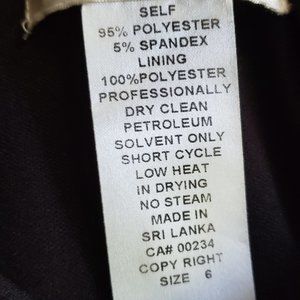 SELF
95% POLYESTER
5% SPANDEX
LINING
100%POLYESTER
PROFESSIONALLY
DRY CLEAN
PETROLEUM
SOLVENT ONLY
SHORT CYCLE
LOW HEAT
IN DRYING
NO STEAM
MADE IN
SRI LANKA
CA# 00234
COPY RIGHT
SIZE 6